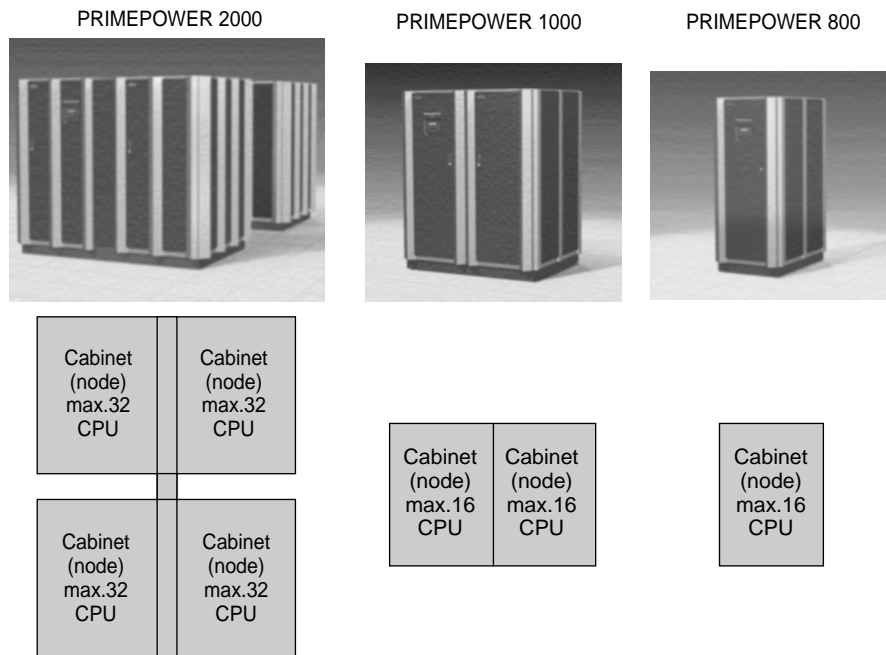 PRIMEPOWER 2000
PRIMEPOWER 1000
PRIMEPOWER 800
Cabinet
(node)
max.32
CPU
Cabinet
(node)
max.32
CPU
Cabinet
(node)
max.32
CPU
Cabinet
(node)
max.32
CPU
Cabinet
(node)
max.16
CPU
Cabinet
(node)
max.16
CPU
Cabinet
(node)
max.16
CPU